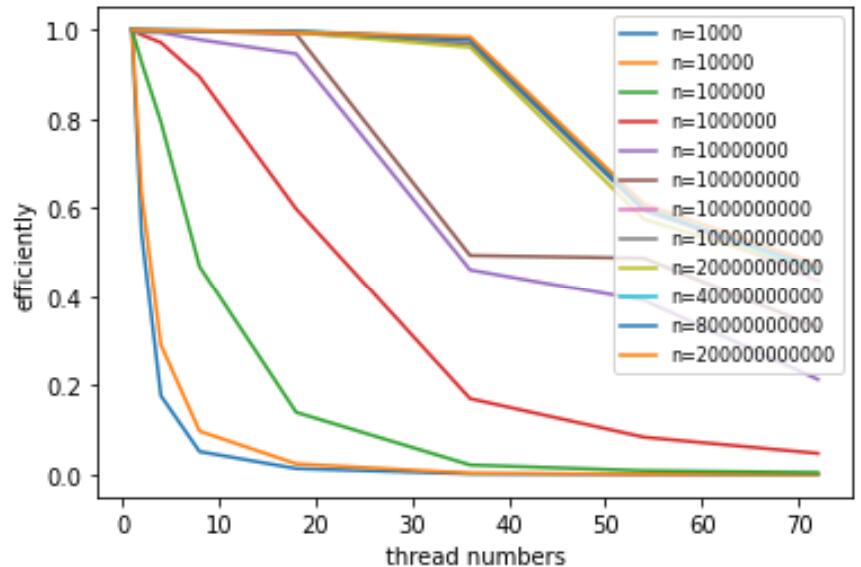 1.0
0.8
0.6
0.4
0.2
0.0
efficiently
0 10 20 30 40 50 60 70
thread numbers
n=1000
n=10000
n=100000
n=1000000
n=10000000
n=100000000
n=1000000000
n=10000000000
n=20000000000
n=40000000000
n=80000000000
n=200000000000